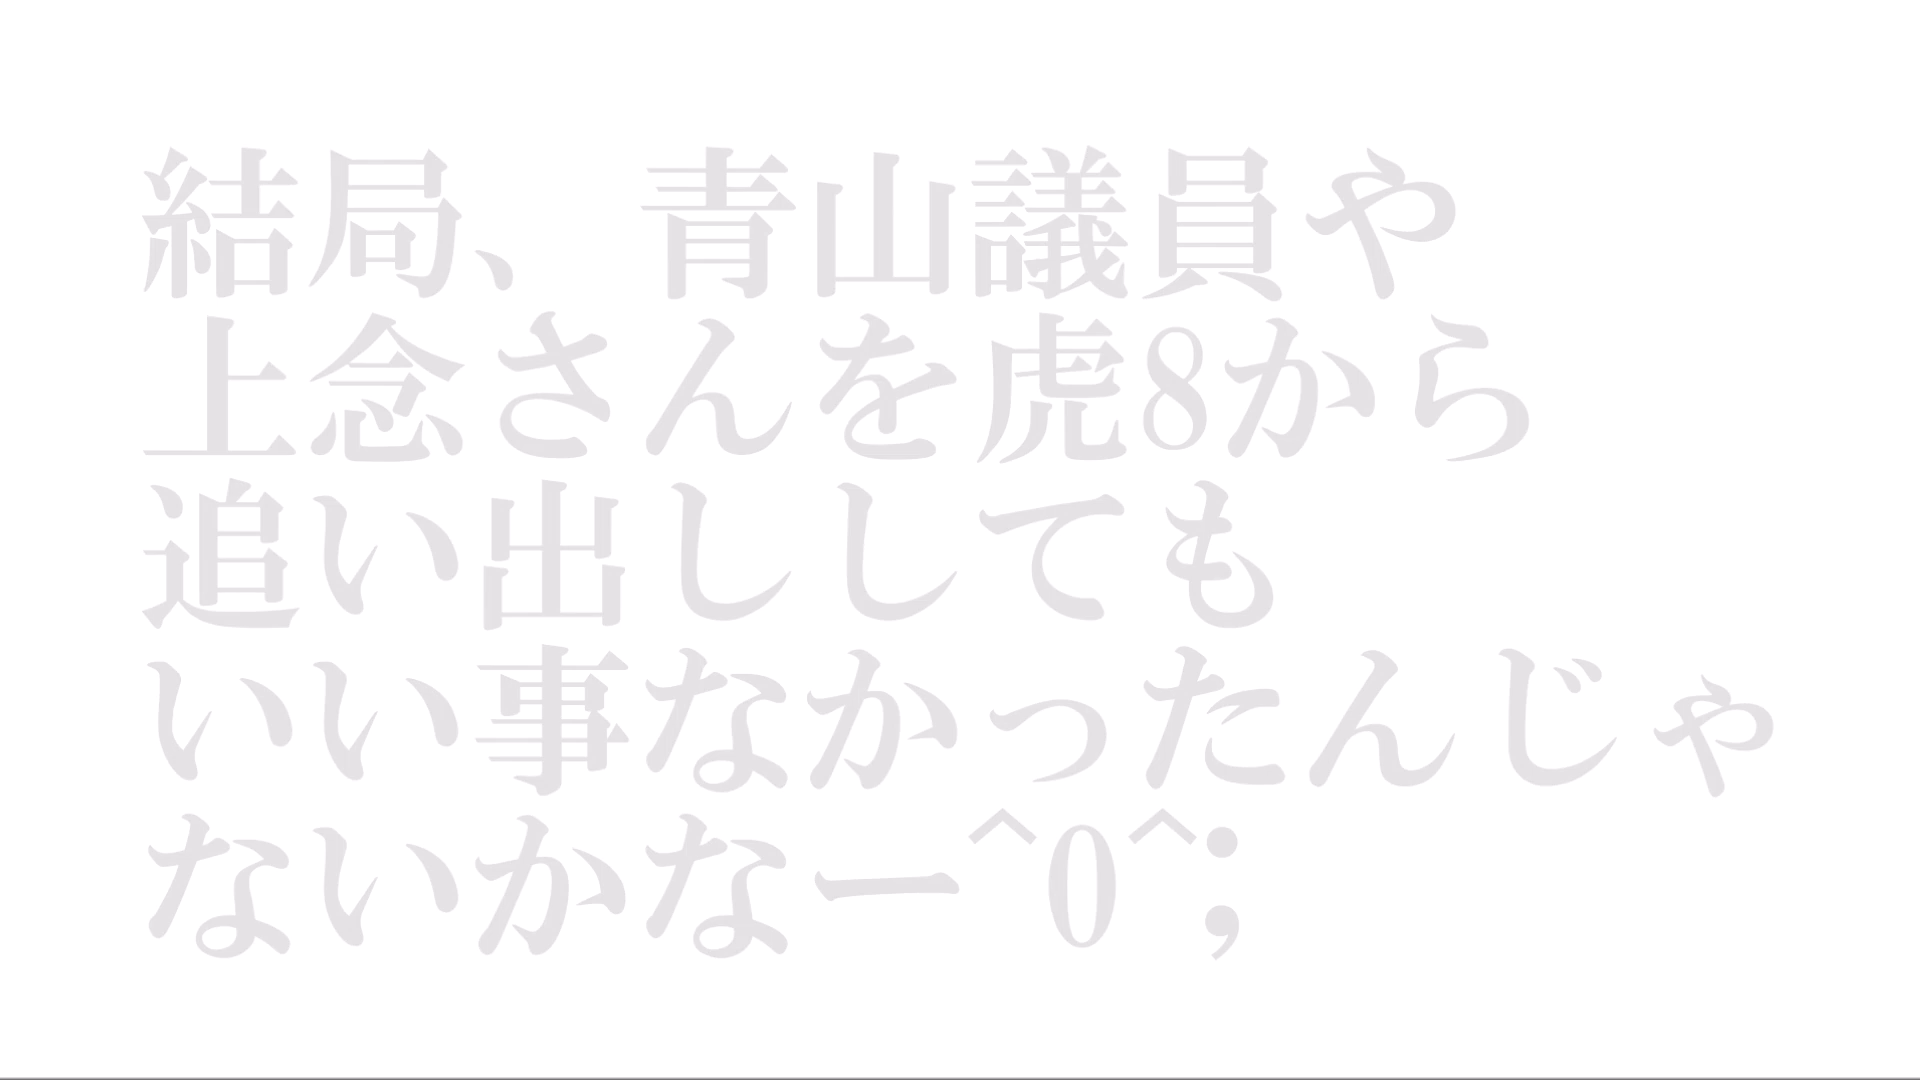 結局、青山議員や
上念さんを虎8から
追い出ししても
いい事なかったんじゃ
ないかなー^0^;